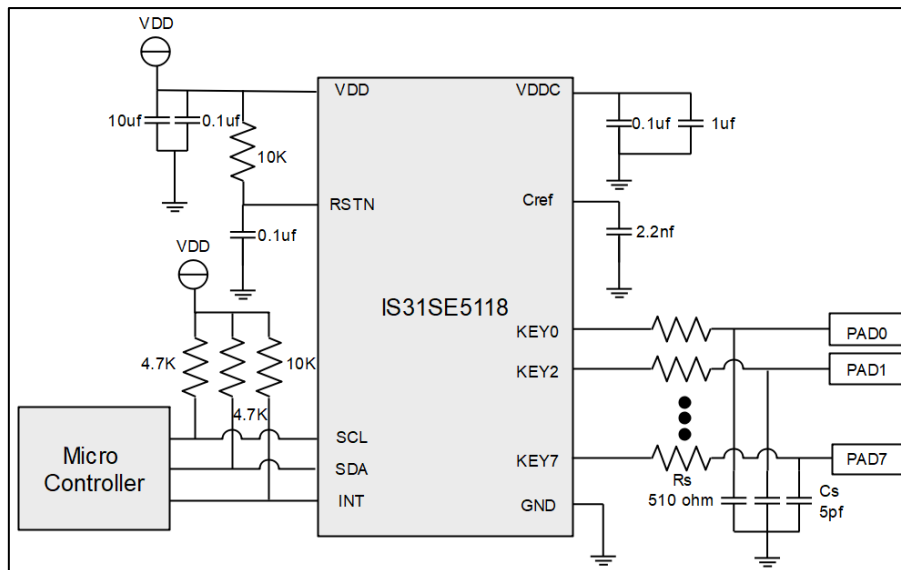 VDD
VDD
VDDC
10uf
0.1uf
0.1uf
1uf
10K
RSTN
Cref
0.1uf
2.2nf
VDD
IS31SE5118
KEY0
PAD0
4.7K
10K
KEY2
PAD1
4.7K
SCL
Micro
Controller
SDA
KEY7
PAD7
Rs
510 ohm
Cs
5pf
INT
GND